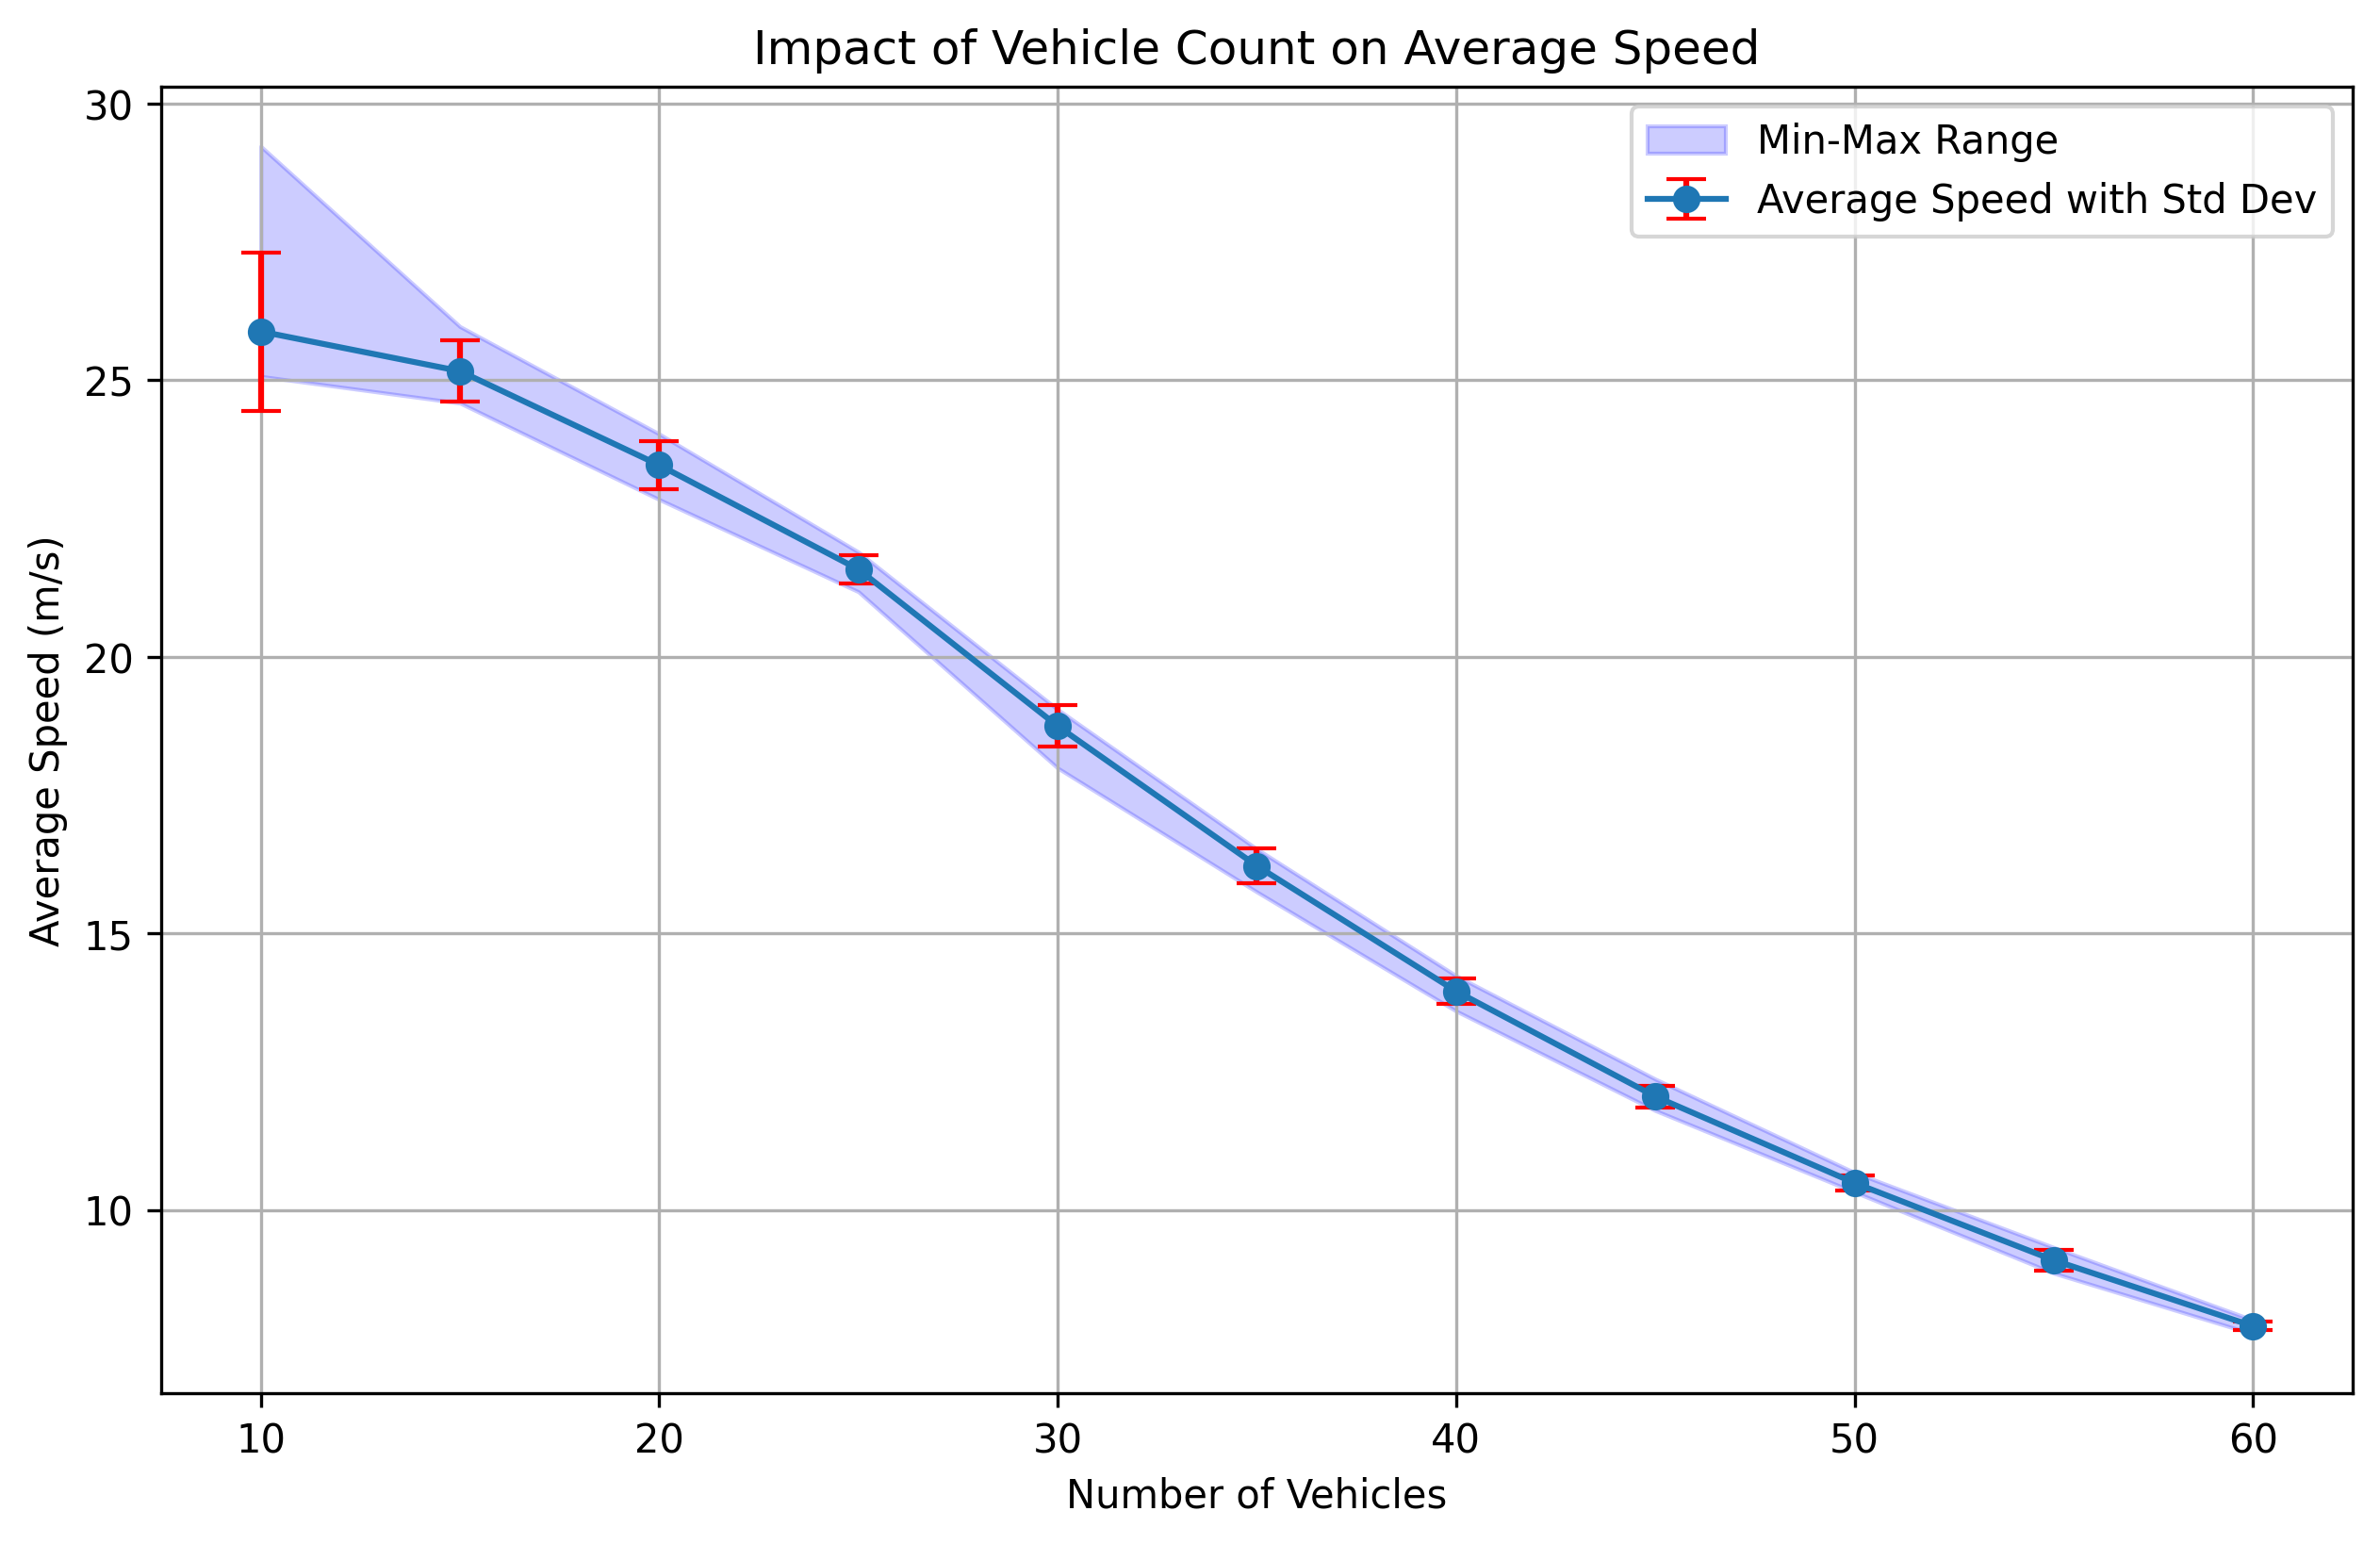 Impact of Vehicle Count on Average Speed
Min-Max Range
Average Speed with Std Dev
Average Speed (m/s)
30
25
20
15
10
10 20 30 40 50 60
Number of Vehicles